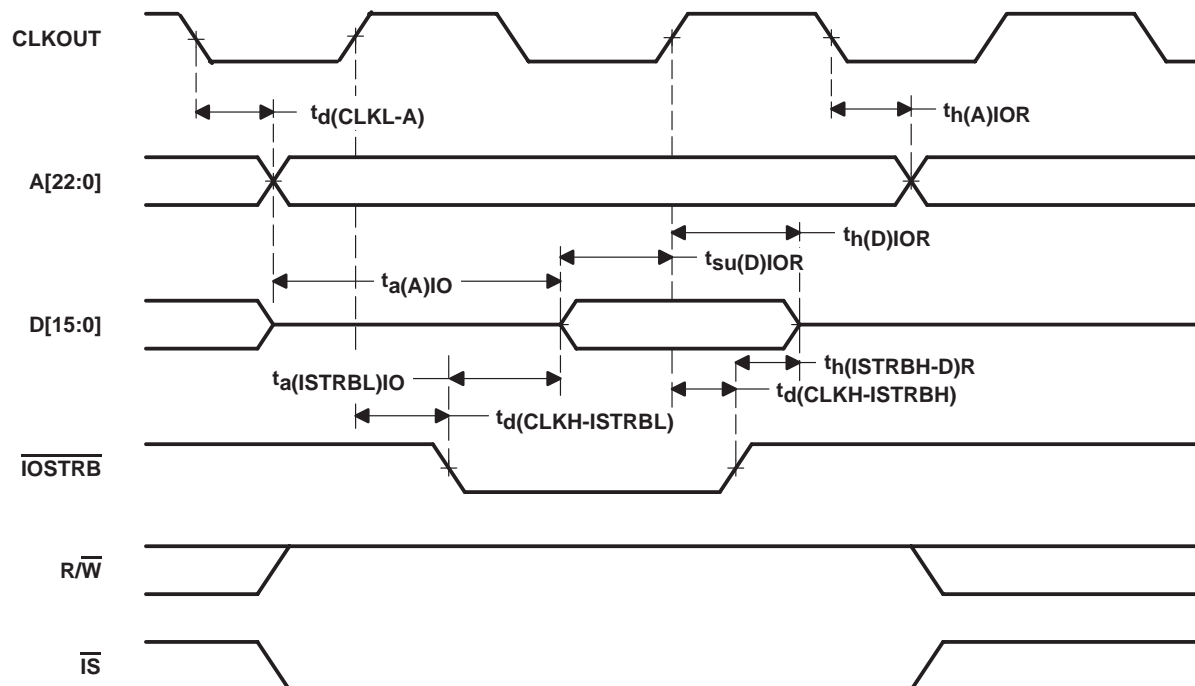 CLKOUT
td(CLKL-A)
th(A)IOR
A[22:0]
th(D)IOR
tsu(D)IOR
ta(A)IO
D[15:0]
th(ISTRBH-D)R
ta(ISTRBL)IO
td(CLKH-ISTRBH)
td(CLKH-ISTRBL)
IOSTRB
R/W
IS